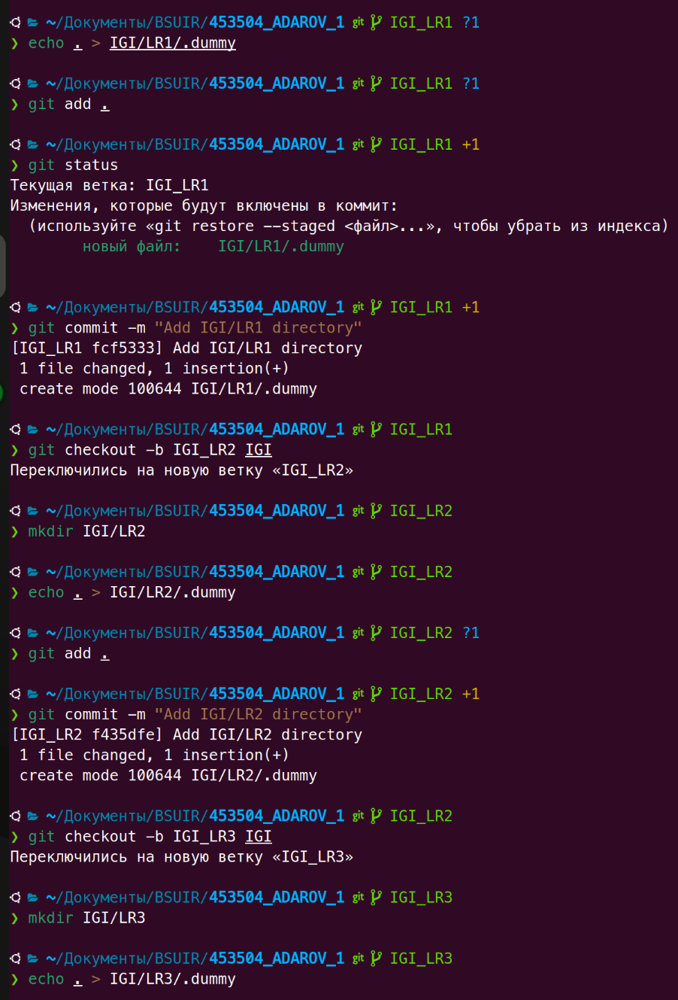 ~/Документы/BSUIR/453504_ADAROV_1 git IGI_LR1 ?1
❯ echo . > IGI/LR1/.dummy
~/Документы/BSUIR/453504_ADAROV_1 git IGI_LR1 ?1
❯ git add .
~/Документы/BSUIR/453504_ADAROV_1 git IGI_LR1 +1
❯ git status
Текущая ветка: IGI_LR1
Изменения, которые будут включены в коммит:
(используйте «git restore --staged <файл>...», чтобы убрать из индекса)
новый файл:    IGI/LR1/.dummy
~/Документы/BSUIR/453504_ADAROV_1 git IGI_LR1 +1
❯ git commit -m "Add IGI/LR1 directory"
[IGI_LR1 fcf5333] Add IGI/LR1 directory
1 file changed, 1 insertion(+)
create mode 100644 IGI/LR1/.dummy
~/Документы/BSUIR/453504_ADAROV_1 git IGI_LR1
❯ git checkout -b IGI_LR2 IGI
Переключились на новую ветку «IGI_LR2»
~/Документы/BSUIR/453504_ADAROV_1 git IGI_LR2
❯ mkdir IGI/LR2
~/Документы/BSUIR/453504_ADAROV_1 git IGI_LR2
❯ echo . > IGI/LR2/.dummy
~/Документы/BSUIR/453504_ADAROV_1 git IGI_LR2 ?1
❯ git add .
~/Документы/BSUIR/453504_ADAROV_1 git IGI_LR2 +1
❯ git commit -m "Add IGI/LR2 directory"
[IGI_LR2 f435dfe] Add IGI/LR2 directory
1 file changed, 1 insertion(+)
create mode 100644 IGI/LR2/.dummy
~/Документы/BSUIR/453504_ADAROV_1 git IGI_LR2
❯ git checkout -b IGI_LR3 IGI
Переключились на новую ветку «IGI_LR3»
~/Документы/BSUIR/453504_ADAROV_1 git IGI_LR3
❯ mkdir IGI/LR3
~/Документы/BSUIR/453504_ADAROV_1 git IGI_LR3
❯ echo . > IGI/LR3/.dummy